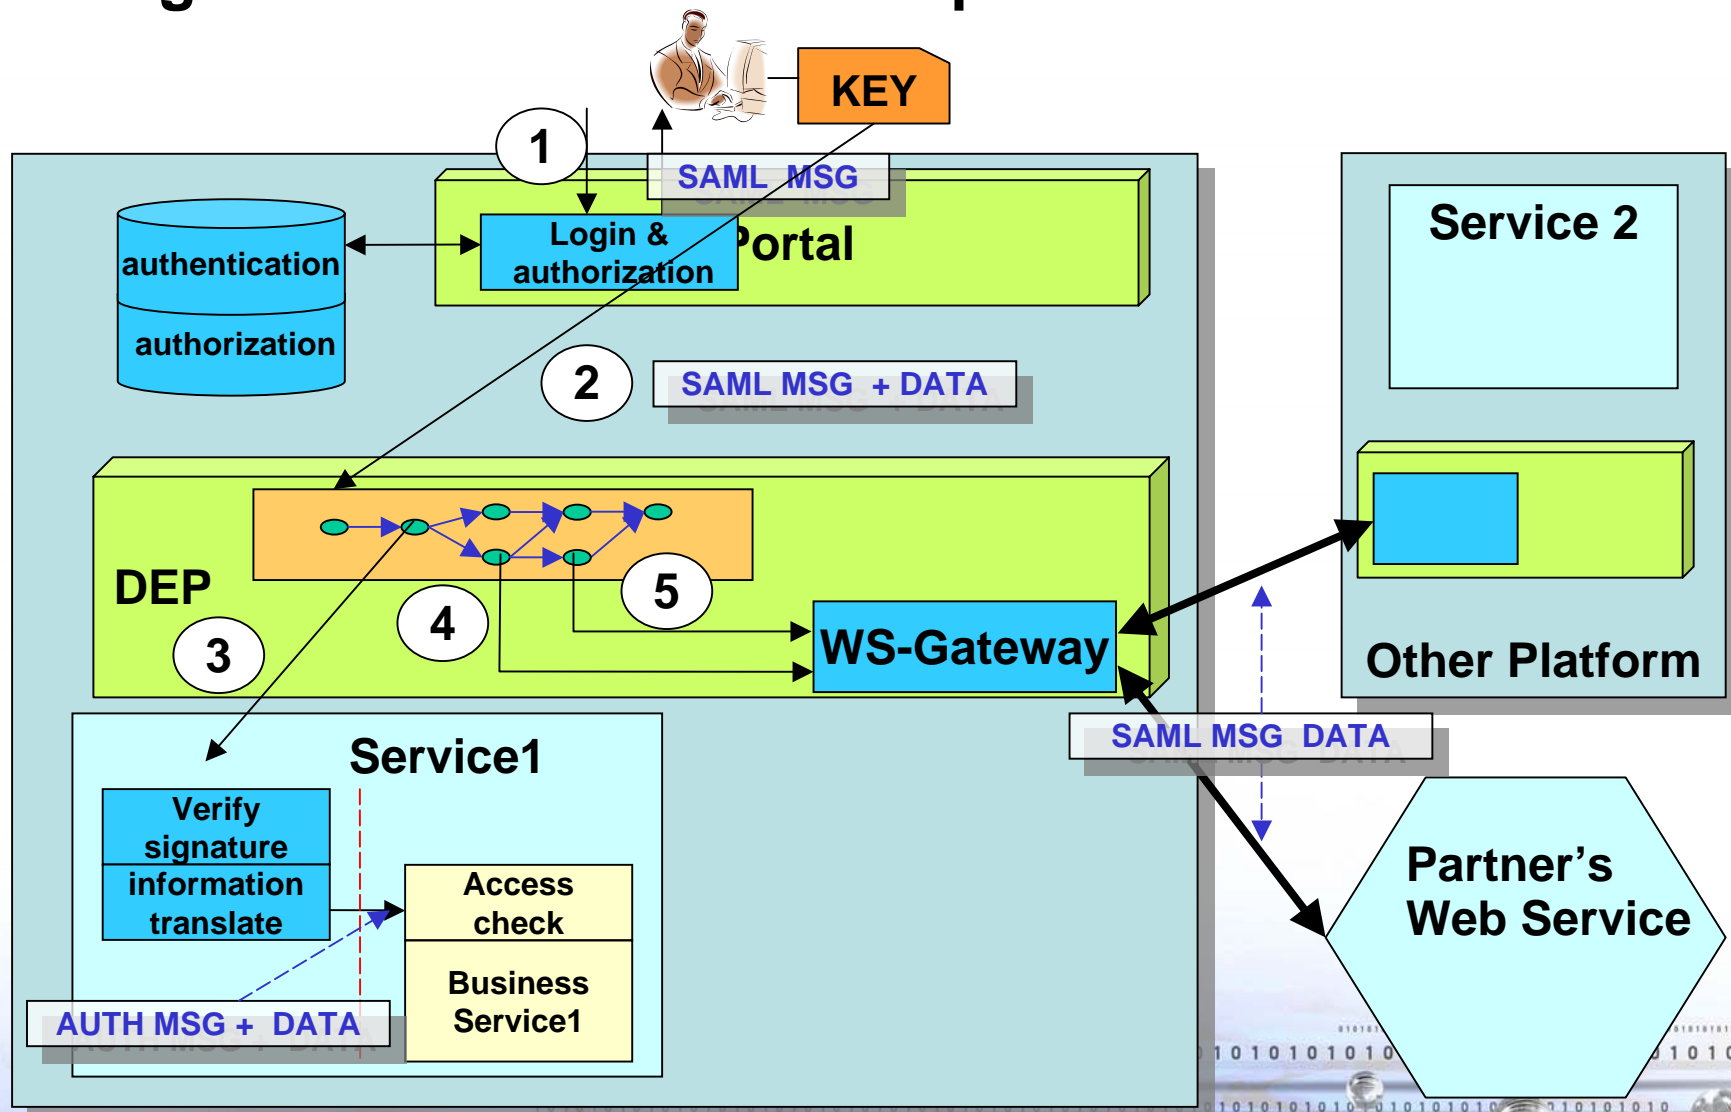 KEY
1
SAML MSG
Login &
authorization
Portal
authentication
authorization
Service 2
2
SAML MSG + DATA
DEP
3
4
5
WS-Gateway
Other Platform
SAML MSG DATA
Service1
Verify
signature
information
translate
Access
check
Business
Service1
AUTH MSG + DATA
Partner’s
Web Service